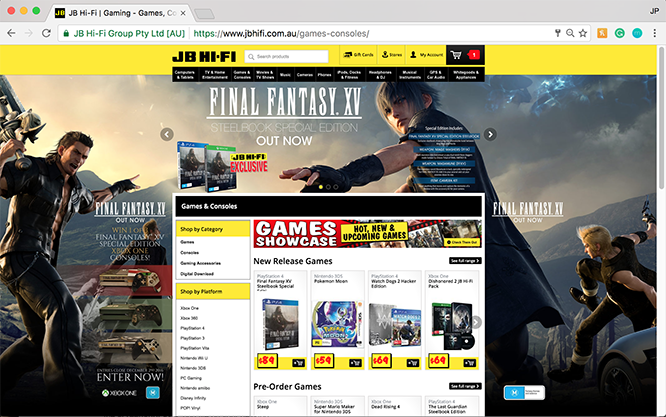 JB Hi-Fi | Gaming - Games, Co
JP
JB Hi-Fi Group Pty Ltd [AU]
https://www.jbhifi.com.au/games-consoles/
JB HI-FI
Search products
Gift Cards
Stores
My Account
1
Computers & Tablets
TV & Home Entertainment
Games & Consoles
Movies & TV Shows
Music
Cameras
Phones
iPods, Docks & Fitness
Headphones & DJ
Musical Instruments
GPS & Car Audio
Whitegoods & Appliances
FINAL FANTASY XV
STEELBOOK SPECIAL EDITION
OUT NOW
JB HI-FI
EXCLUSIVE
Special Edition Includes:
FINAL FANTASY XV
OUT NOW
WIN 1 OF
FINAL FANTASY
SPECIAL EDITION
XBOX ONE
CONSOLES!
ENTER NOW!
XBOX ONE
FINAL FANTASY XV
OUT NOW
Games & Consoles
Shop by Category
Games
Consoles
Gaming Accessories
Digital Download
Shop by Platform
Xbox One
Xbox 360
PlayStation 4
PlayStation 3
PlayStation Vita
Nintendo Wii U
Nintendo 3DS
PC Gaming
Nintendo amiibo
Disney Infinity
POP! Vinyl
GAMES
SHOWCASE
HOT, NEW &
UPCOMING GAMES
Check Them Out
New Release Games
See full range >
PlayStation 4
Final Fantasy XV
Steelbook Special
$89
Nintendo 3DS
Pokemon Moon
$59
PlayStation 4
Watch Dogs 2 Hacker
Edition
$69
Xbox One
Dishonored 2 JB Hi-Fi
Pack
$69
Pre-Order Games
See full range >
Xbox One
Steep
Nintendo 3DS
Super Mario Maker
for Nintendo 3DS
Xbox One
Dead Rising 4
PlayStation 4
The Last Guardian
Steelbook Edition